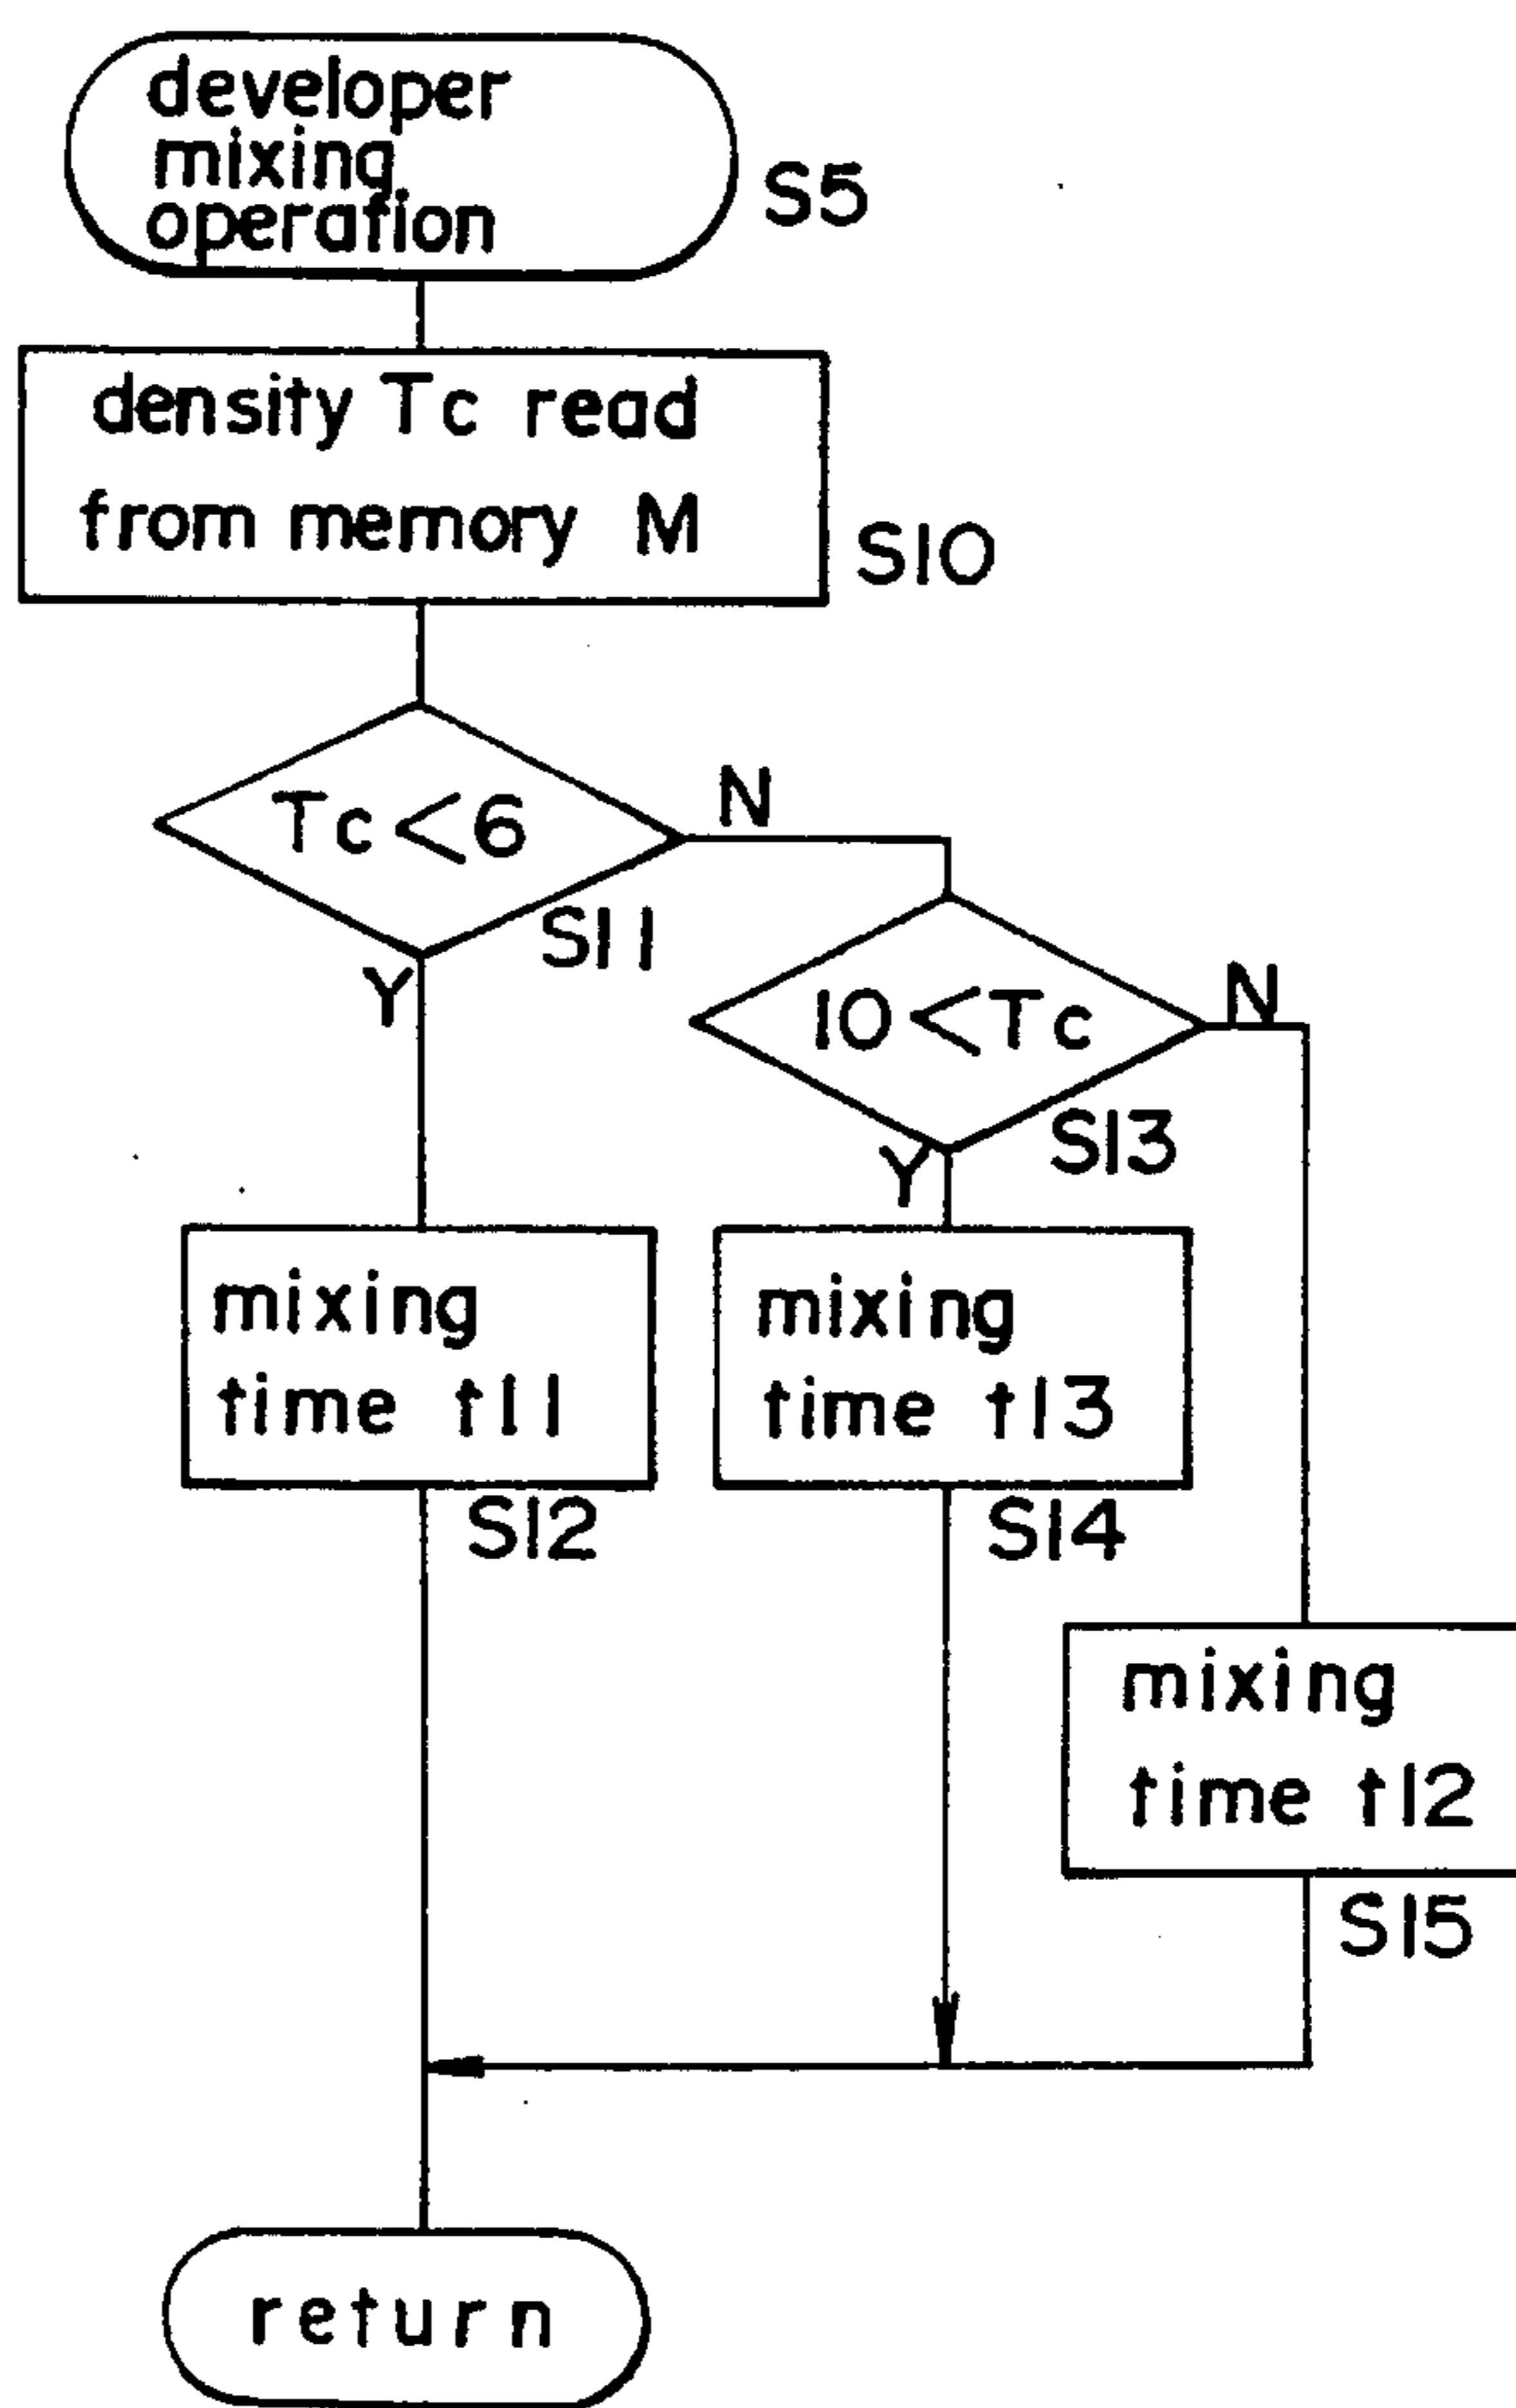 developer
mixing
operation
S5
density Tc read
from memory M
S10
Tc<6
N
S11
Y
10<Tc
N
S13
Y
mixing
time t11
S12
mixing
time t13
S14
mixing
time t12
S15
return